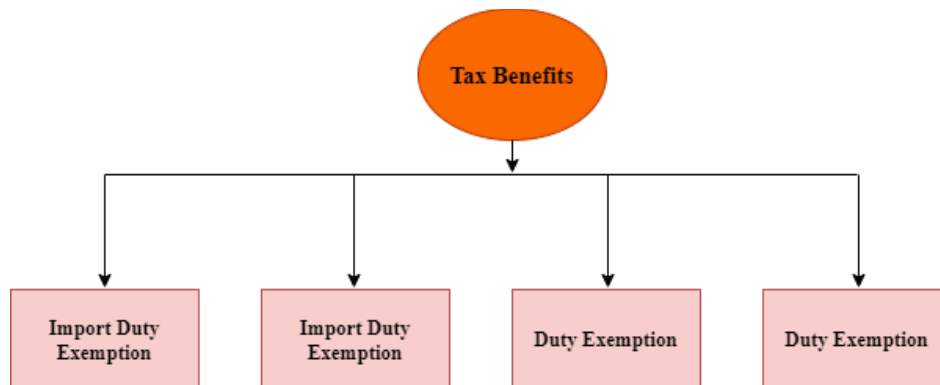 Tax Benefits
Import Duty
Exemption
Import Duty
Exemption
Duty Exemption
Duty Exemption